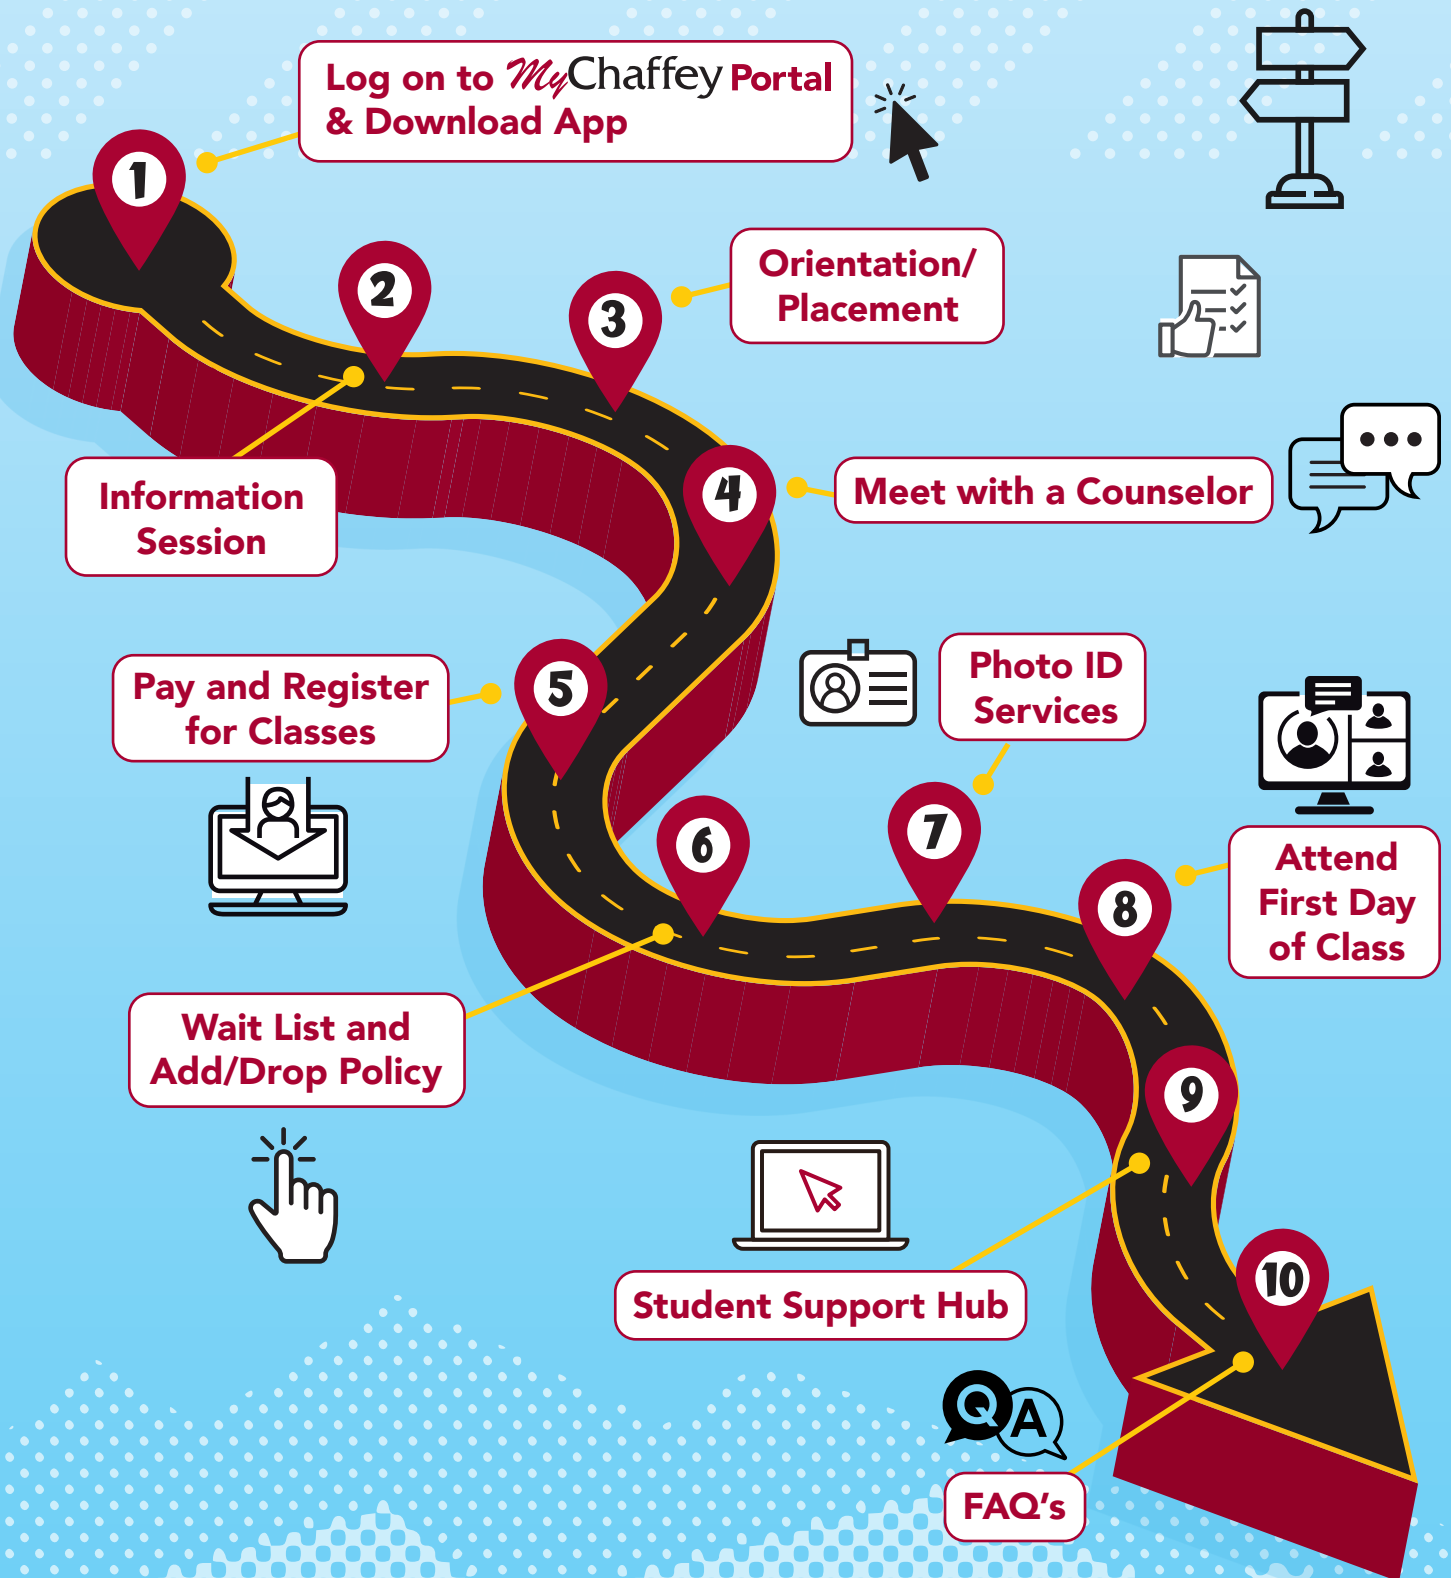 Log on to MyChaffey Portal
& Download App
1
2
Information
Session
3
Orientation/
Placement
4
Meet with a Counselor
5
Pay and Register
for Classes
6
Wait List and
Add/Drop Policy
7
Photo ID
Services
8
Attend
First Day
of Class
9
Student Support Hub
10
Q A
FAQ's